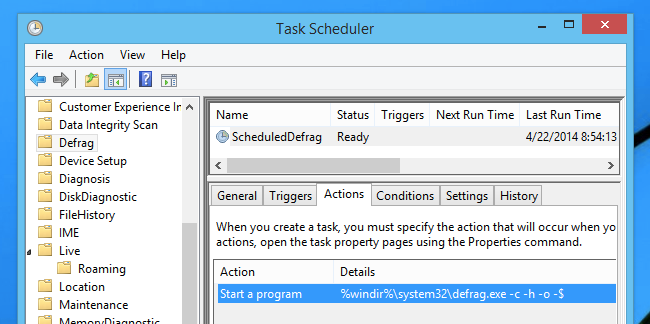 Task Scheduler
File Action View Help
Customer Experience In
Data Integrity Scan
Defrag
Device Setup
Diagnosis
DiskDiagnostic
FileHistory
IME
Live
Roaming
Location
Maintenance
MemoryDiagnostic
Name Status Triggers Next Run Time Last Run Time
ScheduledDefrag Ready 4/22/2014 8:54:13
General Triggers Actions Conditions Settings History
When you create a task, you must specify the action that will occur when yo
actions, open the task property pages using the Properties command.
Action Details
Start a program %windir%\system32\defrag.exe -c -h -o -$